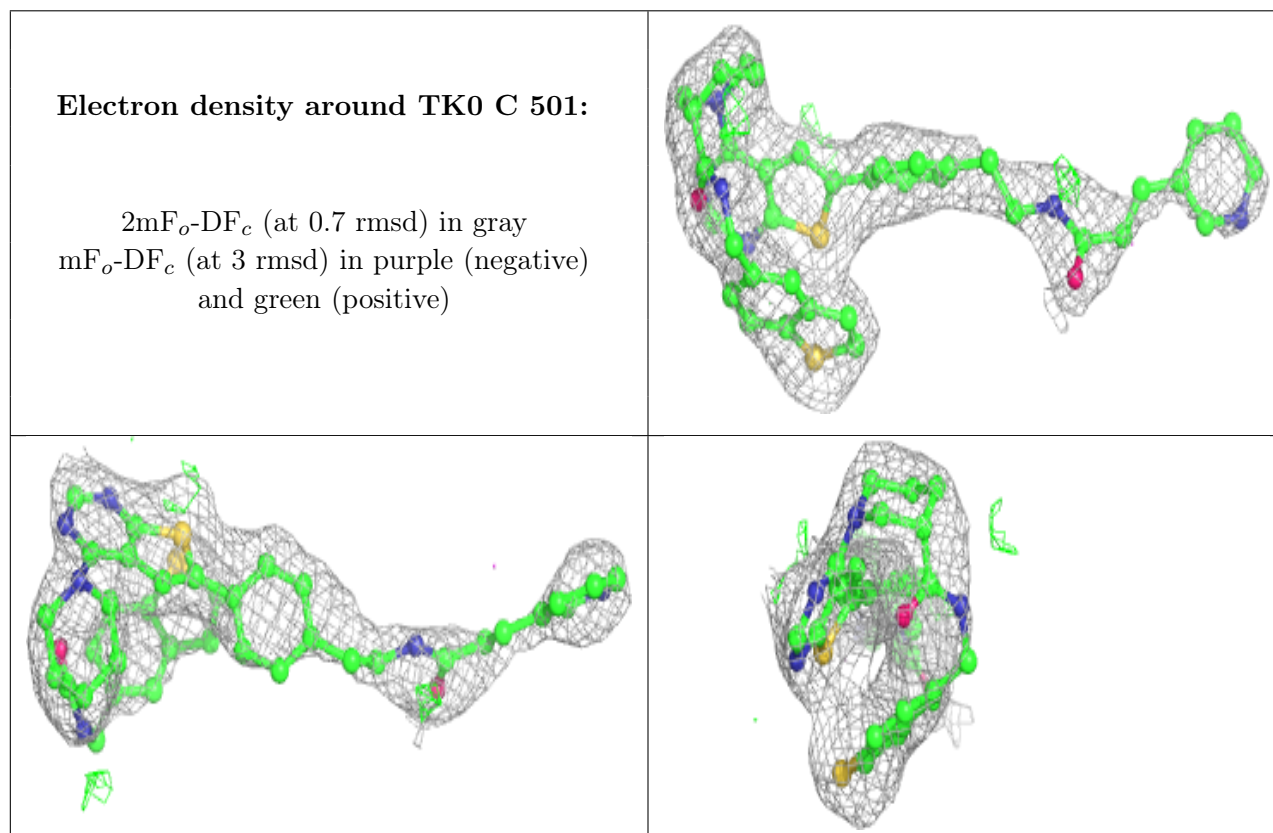 Electron density around TK0 C 501:
2mFo-DFc (at 0.7 rmsd) in gray
mFo-DFc (at 3 rmsd) in purple (negative)
and green (positive)